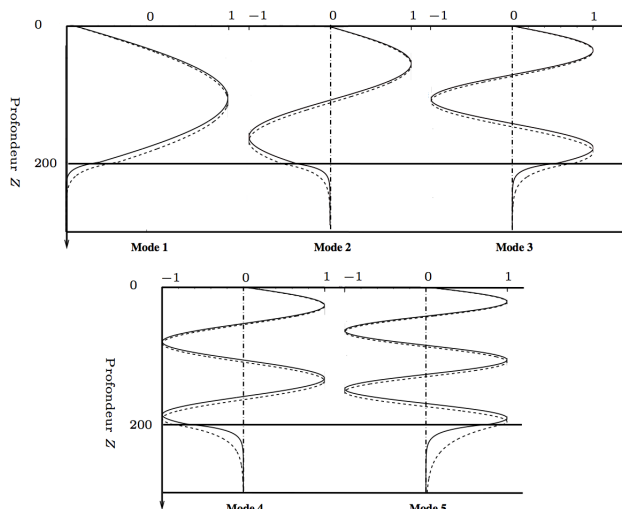 0 0 1 −1 0 1 −1 0 1
Profondeur Z
200
Mode 1 Mode 2 Mode 3
0 −1 0 1 −1 0 1
Profondeur Z
200
Mode 4 Mode 5